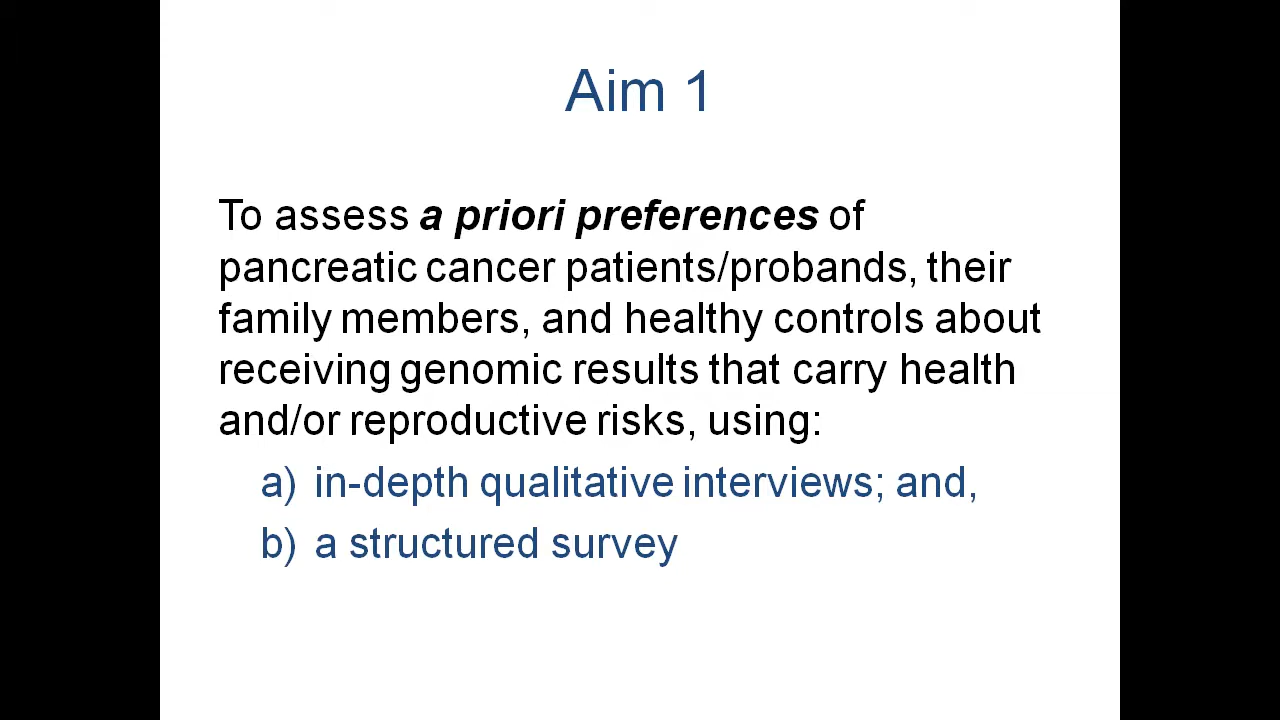 Aim 1
To assess a priori preferences of
pancreatic cancer patients/probands, their
family members, and healthy controls about
receiving genomic results that carry health
and/or reproductive risks, using:
a) in-depth qualitative interviews; and,
b) a structured survey